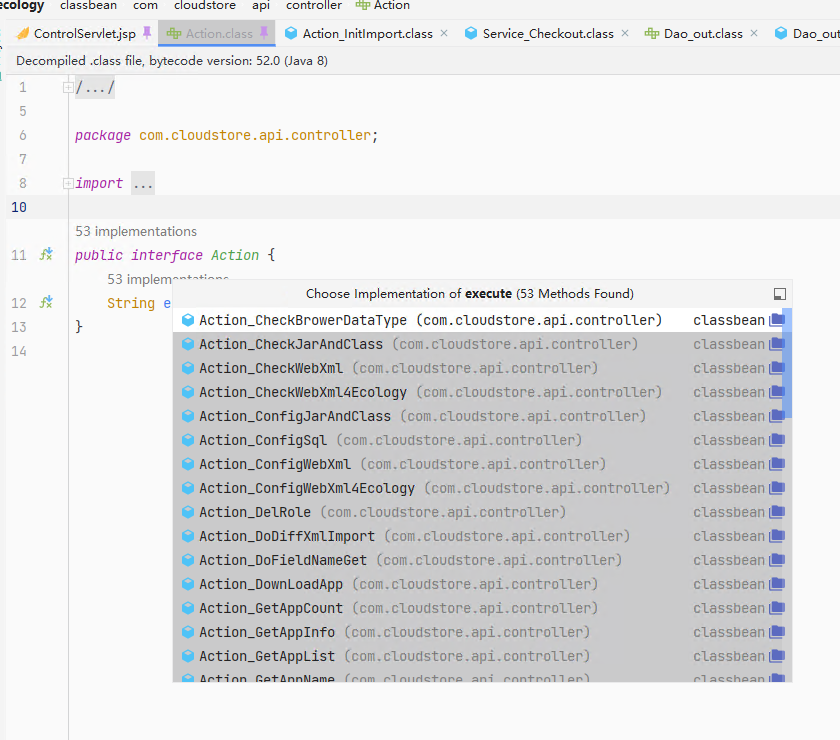 ecology classbean com cloudstore api controller Action
ControlServlet.jsp Action.class Action_InitImport.class Service_Checkout.class Dao_out.class Dao_out
Decompiled .class file, bytecode version: 52.0 (Java 8)
1 /.../
5
6 package com.cloudstore.api.controller;
7
8 import ...
10
53 implementations
11 public interface Action {
53 implementations
12 String e
13 }
14
Choose Implementation of execute (53 Methods Found)
Action_CheckBrowerDataType (com.cloudstore.api.controller) classbean
Action_CheckJarAndClass (com.cloudstore.api.controller) classbean
Action_CheckWebXml (com.cloudstore.api.controller) classbean
Action_CheckWebXml4Ecology (com.cloudstore.api.controller) classbean
Action_ConfigJarAndClass (com.cloudstore.api.controller) classbean
Action_ConfigSql (com.cloudstore.api.controller) classbean
Action_ConfigWebXml (com.cloudstore.api.controller) classbean
Action_ConfigWebXml4Ecology (com.cloudstore.api.controller) classbean
Action_DelRole (com.cloudstore.api.controller) classbean
Action_DoDiffXmlImport (com.cloudstore.api.controller) classbean
Action_DoFieldNameGet (com.cloudstore.api.controller) classbean
Action_DownLoadApp (com.cloudstore.api.controller) classbean
Action_GetAppCount (com.cloudstore.api.controller) classbean
Action_GetAppInfo (com.cloudstore.api.controller) classbean
Action_GetAppList (com.cloudstore.api.controller) classbean
Action_GetAppName (com.cloudstore.api.controller) classbean